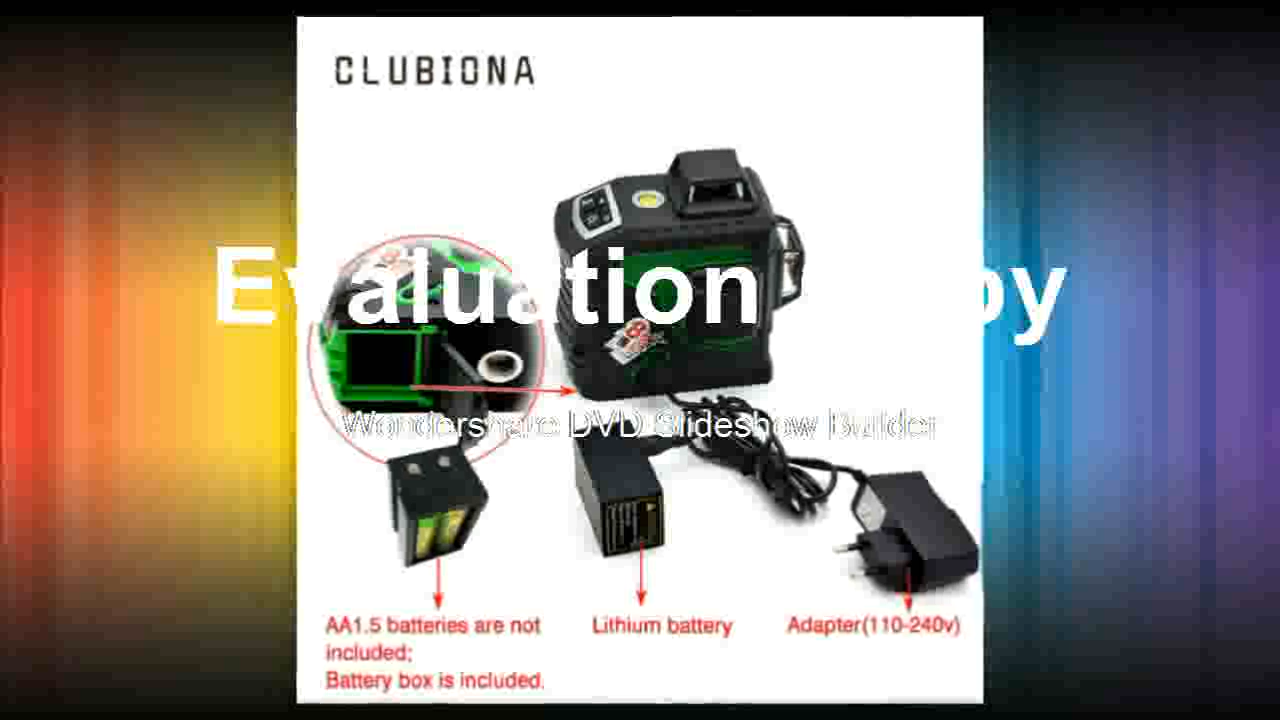 CLUBIONA
Evaluation py
Wondershare DVD Slideshow Builder
AA1.5 batteries are not
included;
Battery box is included.
Lithium battery
Adapter(110-240v)